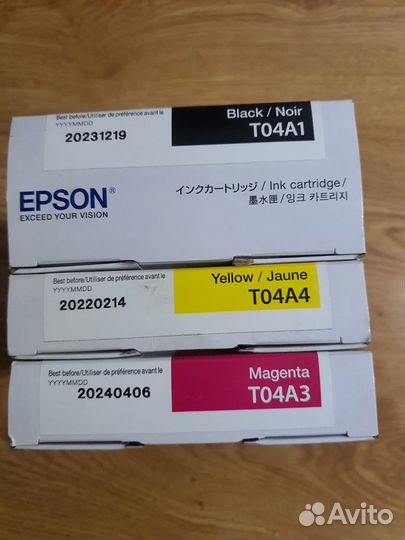 Best before/Utiliser de préférence avant le
YYYYMMDD
20231219
Black / Noir
T04A1
EPSON®
EXCEED YOUR VISION
インクカートリッジ / Ink cartridge /
墨水匣 / 잉크 카트리지
Best before/Utiliser de préférence avant le
YYYYMMDD
20220214
Yellow / Jaune
T04A4
Best before/Utiliser de préférence avant le
YYYYMMDD
20240406
Magenta
T04A3
Avito